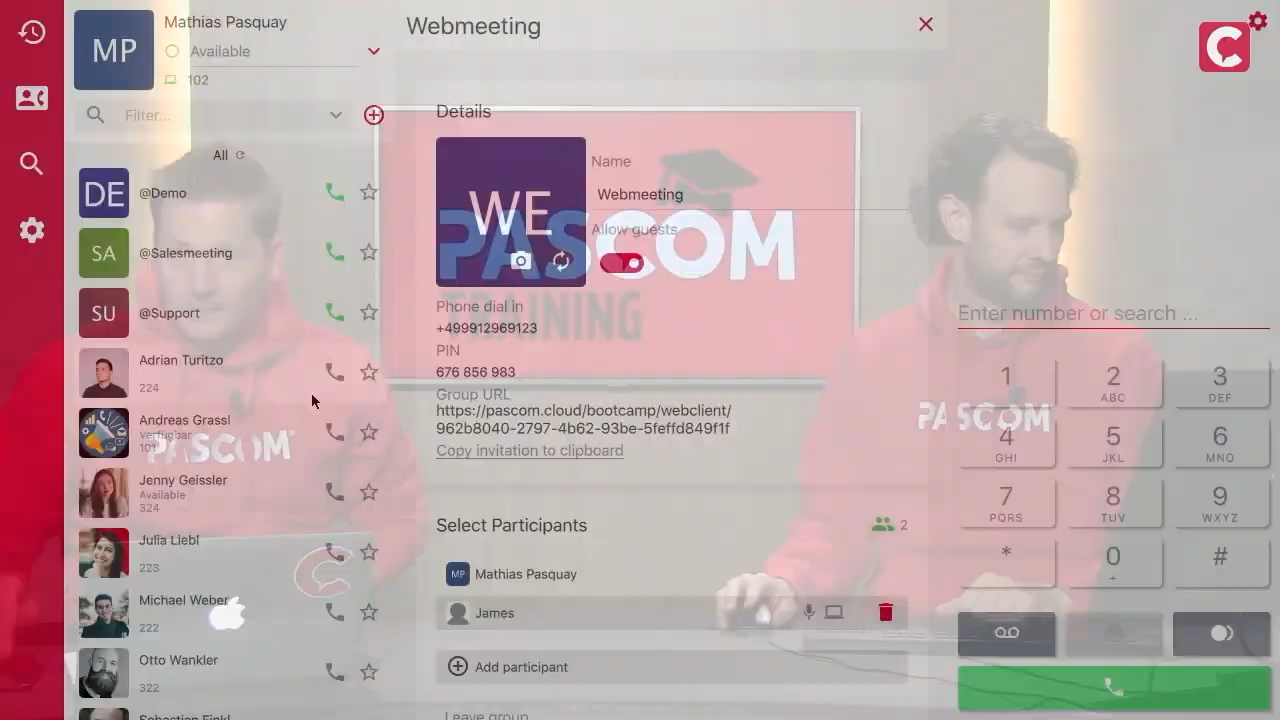 MP
Mathias Pasquay
Available
102
Filter...
All
DE
@Demo
SA
@Salesmeeting
SU
@Support
Adrian Turitzo
224
Andreas Grassl
Verfügbar
101
Jenny Geissler
Available
324
Julia Liebl
223
Michael Weber
222
Otto Wankler
322
Webmeeting
Details
WE
Name
Webmeeting
Allow guests
Phone dial in
+499912969123
PIN
676 856 983
Group URL
https://pascom.cloud/bootcamp/webclient/
962b8040-2797-4b62-93be-5feffd849f1f
Copy invitation to clipboard
Select Participants
2
MP Mathias Pasquay
James
Add participant
Leave group
PASCOM
TRAINING
PASCOM
PASCOM
Enter number or search ...
1
2 ABC
3 DEF
4 GHI
5 JKL
6 MNO
7 PQRS
8 TUV
9 WXYZ
*
0 +
#